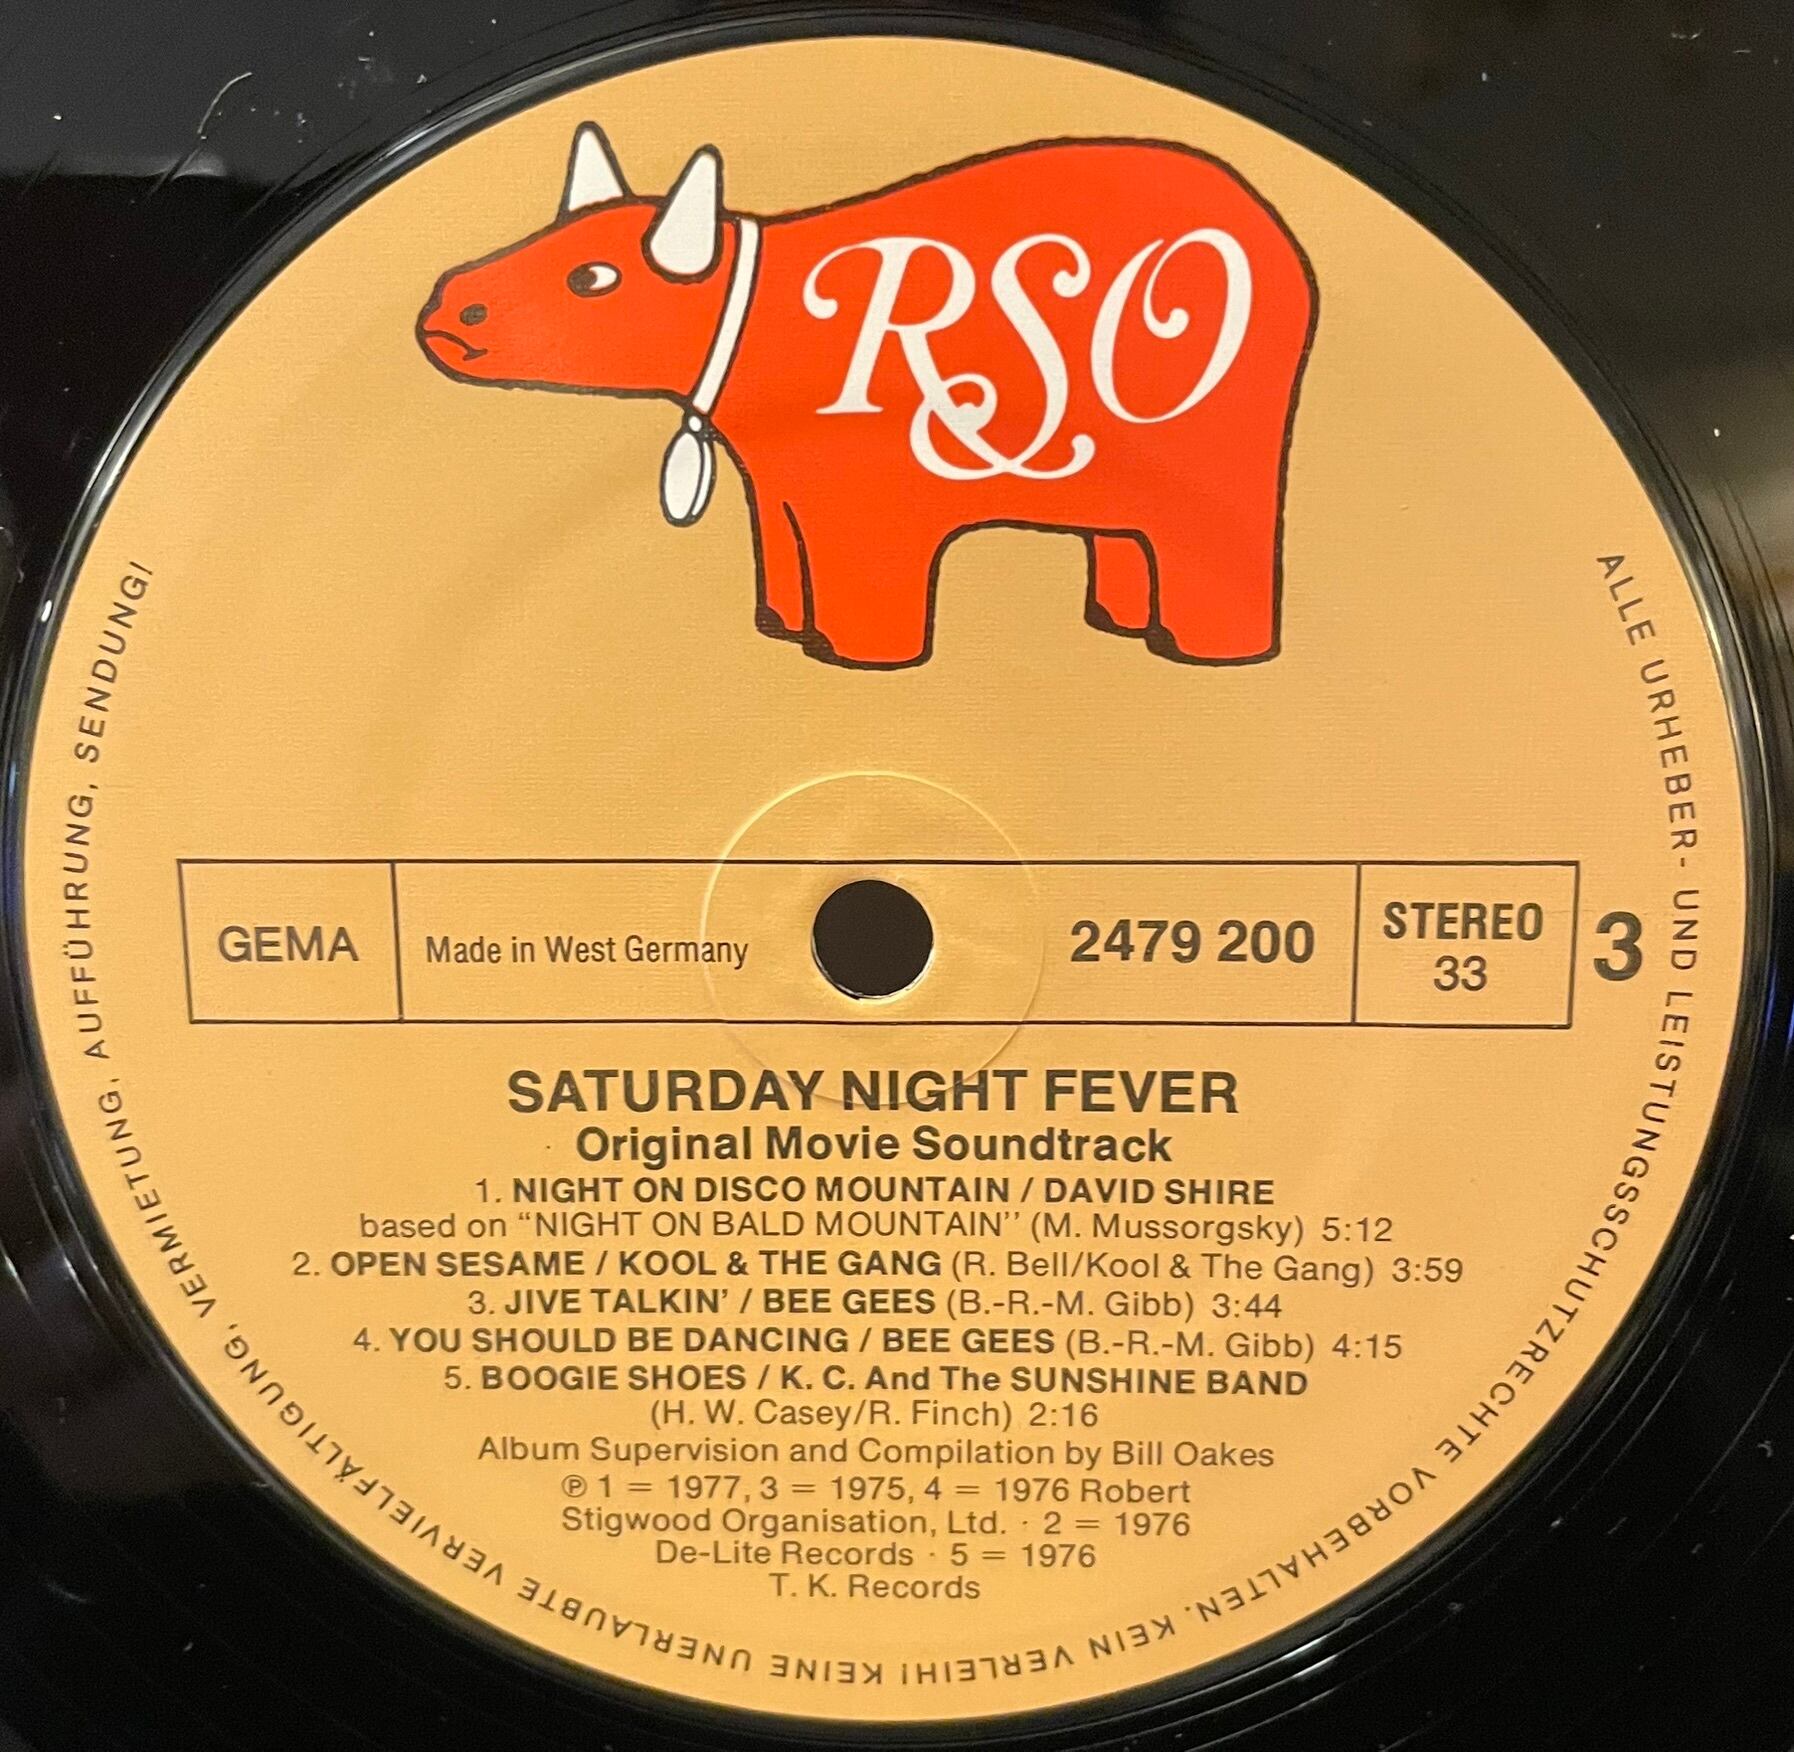 RSO
GEMA
Made in West Germany
2479 200
STEREO
33
3
SATURDAY NIGHT FEVER
Original Movie Soundtrack
1. NIGHT ON DISCO MOUNTAIN / DAVID SHIRE
based on “NIGHT ON BALD MOUNTAIN’’ (M. Mussorgsky) 5:12
2. OPEN SESAME / KOOL & THE GANG (R. Bell/Kool & The Gang) 3:59
3. JIVE TALKIN’ / BEE GEES (B.-R.-M. Gibb) 3:44
4. YOU SHOULD BE DANCING / BEE GEES (B.-R.-M. Gibb) 4:15
5. BOOGIE SHOES / K. C. And The SUNSHINE BAND
(H. W. Casey/R. Finch) 2:16
Album Supervision and Compilation by Bill Oakes
℗ 1 = 1977, 3 = 1975, 4 = 1976 Robert
Stigwood Organisation, Ltd. · 2 = 1976
De-Lite Records · 5 = 1976
T. K. Records
ALLE URHEBER- UND LEISTUNGSSCHUTZRECHTE VORBEHALTEN. KEIN VERLEIH! KEINE UNERLAUBTE VERVIELFÄLTIGUNG, VERMIETUNG, AUFFÜHRUNG, SENDUNG!